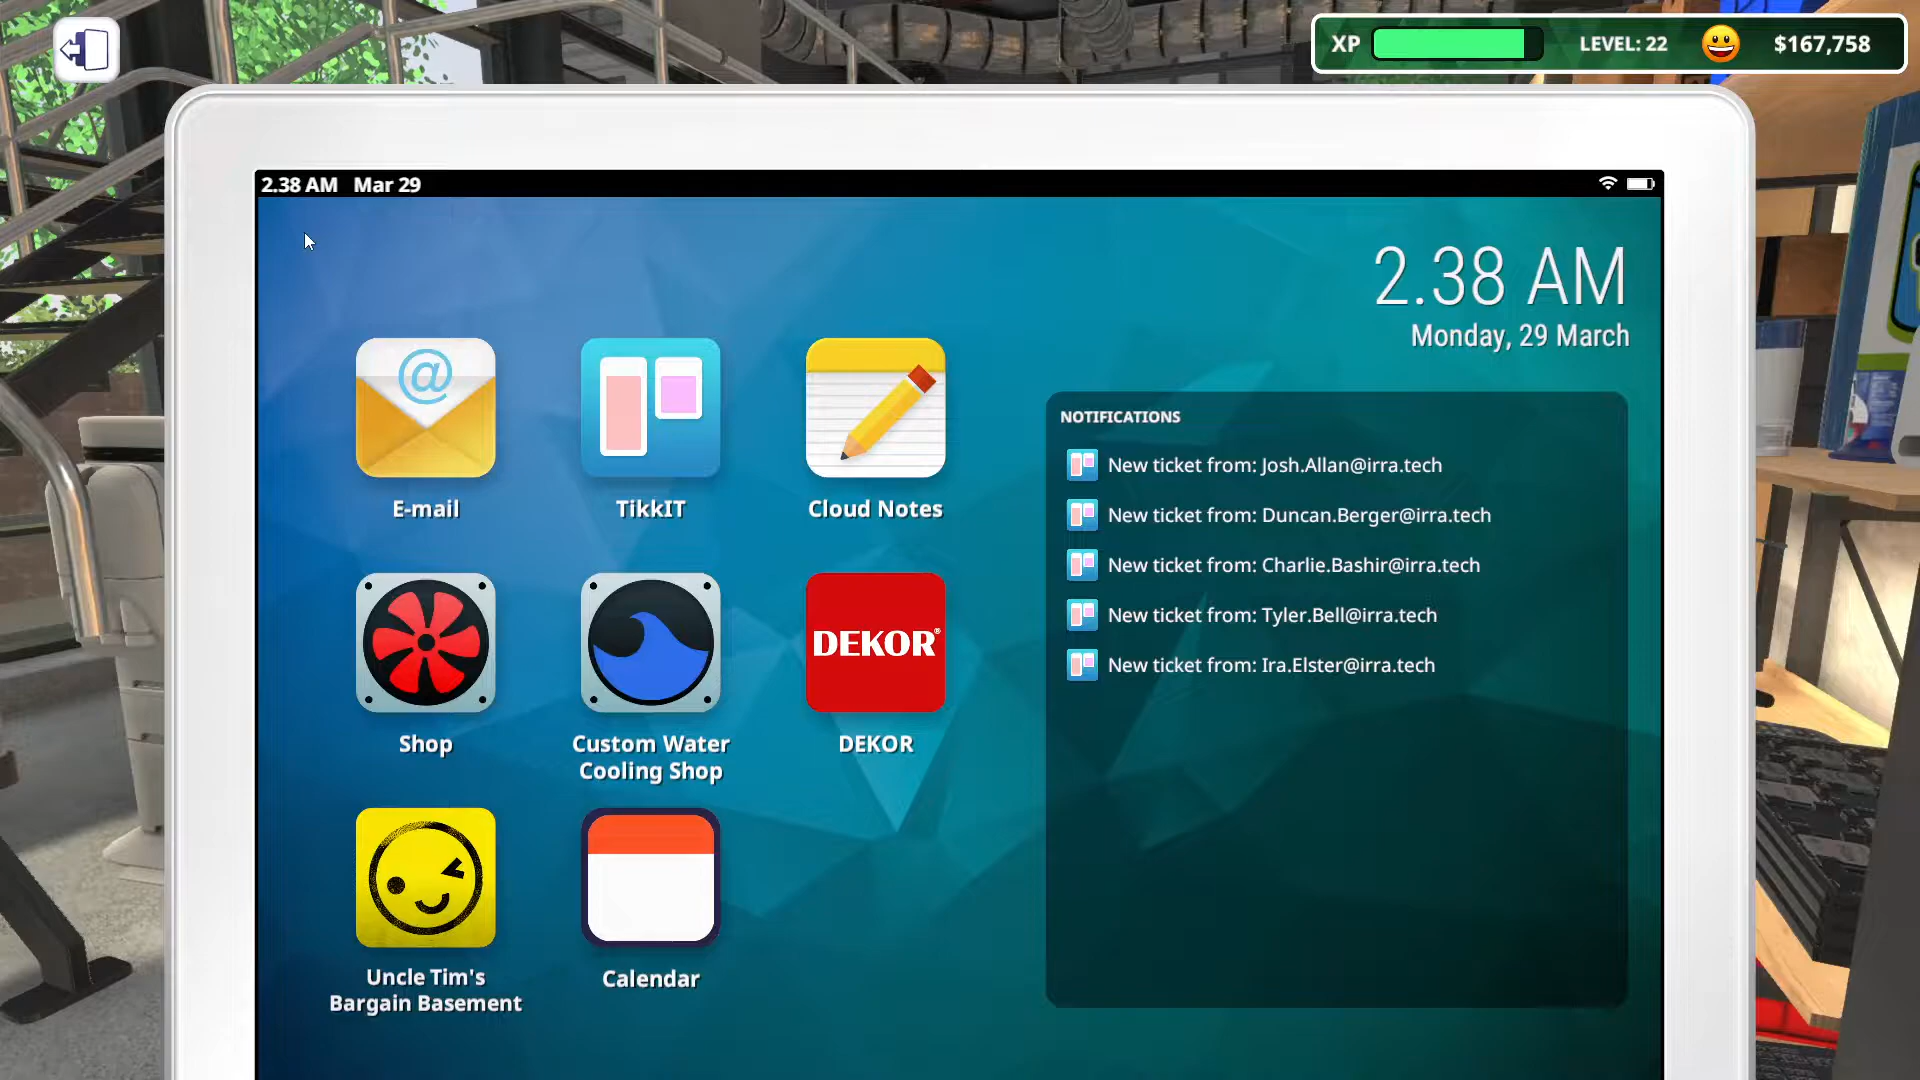 XP
LEVEL: 22
$167,758
2.38 AM Mar 29
2.38 AM
Monday, 29 March
@
E-mail
TikkIT
Cloud Notes
NOTIFICATIONS
New ticket from: Josh.Allan@irra.tech
New ticket from: Duncan.Berger@irra.tech
New ticket from: Charlie.Bashir@irra.tech
New ticket from: Tyler.Bell@irra.tech
New ticket from: Ira.Elster@irra.tech
DEKOR®
Shop
Custom Water
Cooling Shop
DEKOR
Uncle Tim's
Bargain Basement
Calendar